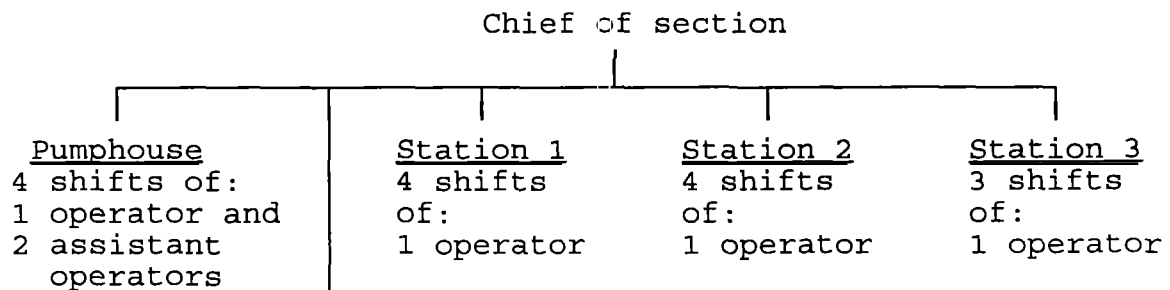 Chief of section
Pumphouse
4 shifts of:
1 operator and
2 assistant
operators
Station 1
4 shifts
of:
1 operator
Station 2
4 shifts
of:
1 operator
Station 3
3 shifts
of:
1 operator